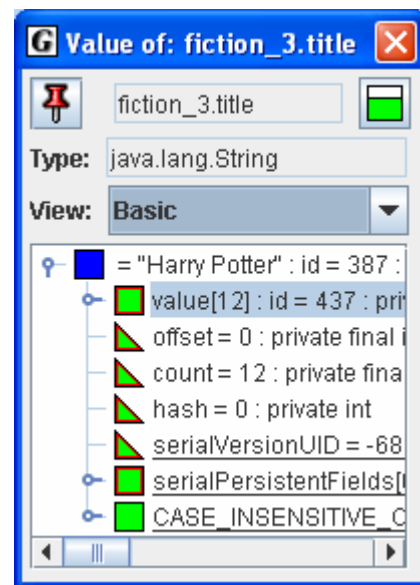 G Value of: fiction_3.title
fiction_3.title
Type: java.lang.String
View: Basic
= "Harry Potter" : id = 387 :
value[12] : id = 437 : pri
offset = 0 : private final i
count = 12 : private fina
hash = 0 : private int
serialVersionUID = -68
serialPersistentFields[
CASE_INSENSITIVE_